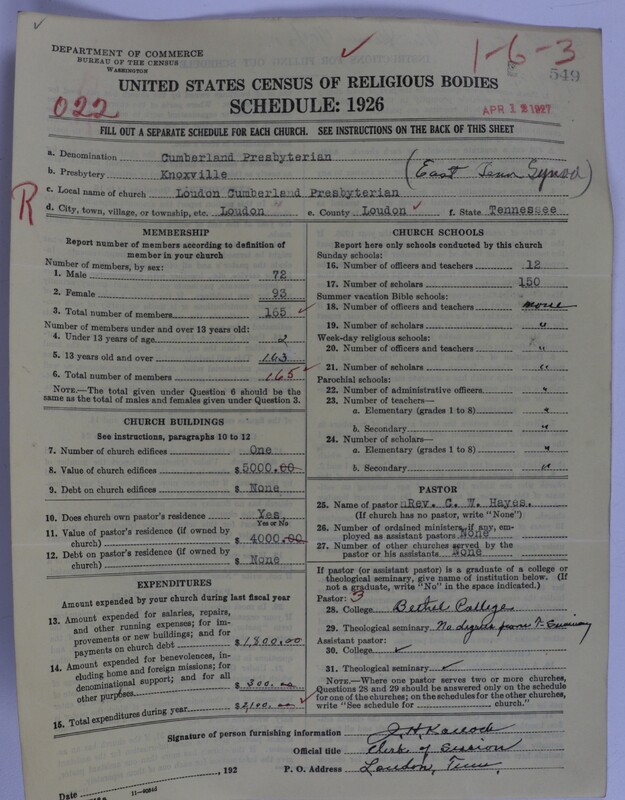 DEPARTMENT OF COMMERCE
BUREAU OF THE CENSUS
WASHINGTON
1-6-3
549
UNITED STATES CENSUS OF RELIGIOUS BODIES
022
SCHEDULE: 1926
APR 12 1927
FILL OUT A SEPARATE SCHEDULE FOR EACH CHURCH. SEE INSTRUCTIONS ON THE BACK OF THIS SHEET
a. Denomination Cumberland Presbyterian
b. Presbytery Knoxville (East Tenn Synod)
R
c. Local name of church Loudon Cumberland Presbyterian
d. City, town, village, or township, etc. Loudon e. County Loudon f. State Tennessee
MEMBERSHIP
Report number of members according to definition of
member in your church
Number of members, by sex:
1. Male 72
2. Female 93
3. Total number of members 165
Number of members under and over 13 years old:
4. Under 13 years of age 2
5. 13 years old and over 163
6. Total number of members 165
NOTE.—The total given under Question 6 should be
same as the total of males and females given under Question 3.
CHURCH BUILDINGS
See instructions, paragraphs 10 to 12
7. Number of church edifices One
8. Value of church edifices $5000.00
9. Debt on church edifices $ None
10. Does church own pastor's residence Yes
Yes or No
11. Value of pastor's residence (if owned by
church) $ 4000.00
12. Debt on pastor's residence (if owned by
church) $ None
EXPENDITURES
Amount expended by your church during last fiscal year
13. Amount expended for salaries, repairs,
and other running expenses; for im-
provements or new buildings; and for
payments on church debt $1,800.00
14. Amount expended for benevolences, in-
cluding home and foreign missions; for
denominational support; and for all
other purposes $ 300.00
15. Total expenditures during year $2,100.00
CHURCH SCHOOLS
Report here only schools conducted by this church
Sunday schools:
16. Number of officers and teachers 12
17. Number of scholars 150
Summer vacation Bible schools:
18. Number of officers and teachers none
19. Number of scholars "
Week-day religious schools:
20. Number of officers and teachers "
21. Number of scholars "
Parochial schools:
22. Number of administrative officers "
23. Number of teachers—
a. Elementary (grades 1 to 8) "
b. Secondary "
24. Number of scholars—
a. Elementary (grades 1 to 8) "
b. Secondary "
PASTOR
25. Name of pastor Rev. G. W. Hayes.
(If church has no pastor, write "None")
26. Number of ordained ministers, if any, em-
ployed as assistant pastors None
27. Number of other churches served by the
pastor or his assistants None
If pastor (or assistant pastor) is a graduate of a college or
theological seminary, give name of institution below. (If
not a graduate, write "No" in the space indicated.)
Pastor: 3
28. College Bethel College
29. Theological seminary No degree from T. Seminary
Assistant pastor:
30. College
31. Theological seminary
NOTE.—Where one pastor serves two or more churches,
Questions 28 and 29 should be answered only on the schedule
for one of the churches; on the schedules for the other churches,
write "See schedule for church."
Signature of person furnishing information J. H.
Official title Clerk of Session
Date , 192 P. O. Address Loudon, Tenn.